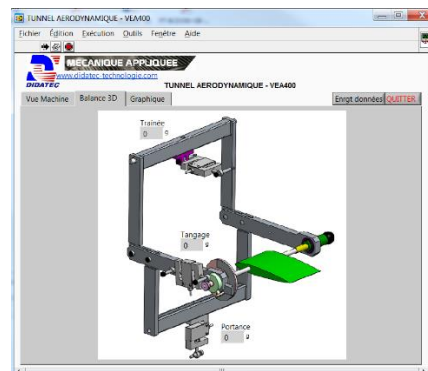 TUNNEL AERODYNAMIQUE - VEA400
Fichier Édition Exécution Outils Fenêtre Aide
MECANIQUE APPLIQUEE
www.didatec-technologie.com
DIDATEC
TUNNEL AERODYNAMIQUE - VEA400
Vue Machine Balance 3D Graphique Enrgt données QUITTER
Traînée
0 g
Tangage
0 g
Portance
0 g